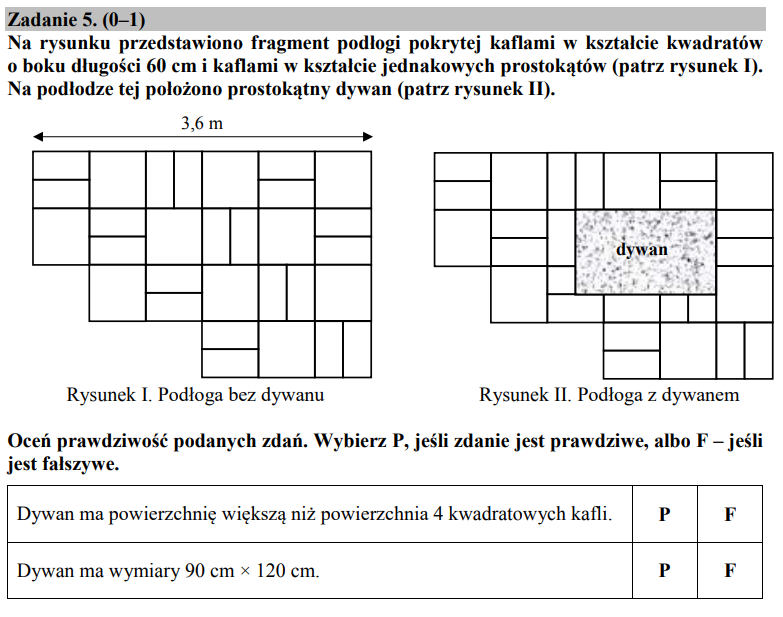 Zadanie 5. (0–1)
Na rysunku przedstawiono fragment podłogi pokrytej kaflami w kształcie kwadratów
o boku długości 60 cm i kaflami w kształcie jednakowych prostokątów (patrz rysunek I).
Na podłodze tej położono prostokątny dywan (patrz rysunek II).
3,6 m
dywan
Rysunek I. Podłoga bez dywanu
Rysunek II. Podłoga z dywanem
Oceń prawdziwość podanych zdań. Wybierz P, jeśli zdanie jest prawdziwe, albo F – jeśli
jest fałszywe.
Dywan ma powierzchnię większą niż powierzchnia 4 kwadratowych kafli. P F
Dywan ma wymiary 90 cm × 120 cm. P F